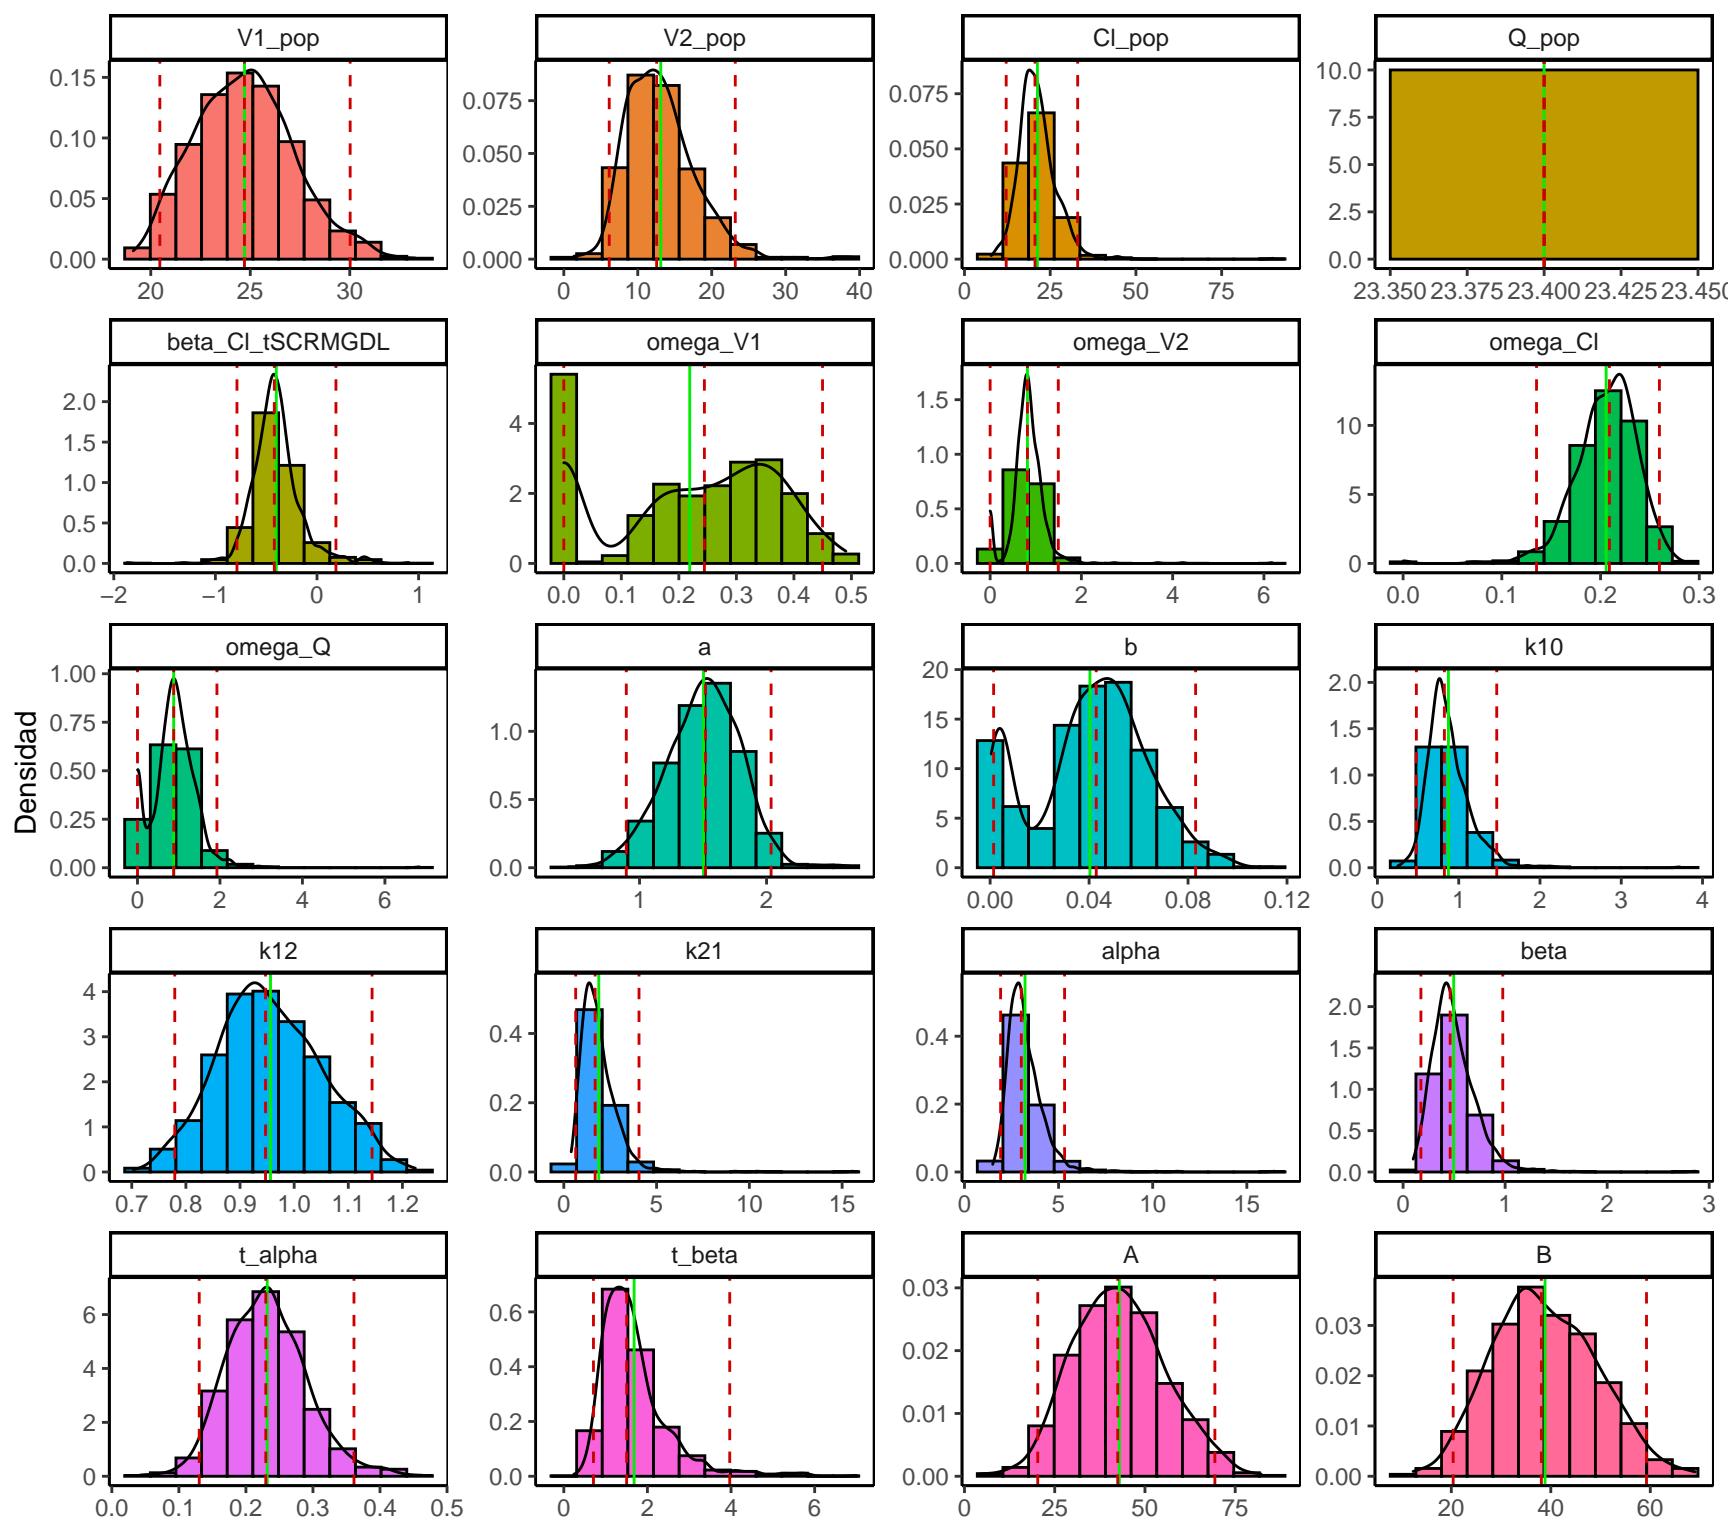 V1_pop V2_pop Cl_pop Q_pop
0.15 0.10 0.05 0.00
0.075 0.050 0.025 0.000
0.075 0.050 0.025 0.000
10.0 7.5 5.0 2.5 0.0
20 25 30
0 10 20 30 40
0 25 50 75
23.350 23.375 23.400 23.425 23.450
beta_Cl_tSCRMGDL omega_V1 omega_V2 omega_Cl
2.0 1.5 1.0 0.5 0.0
4 2 0
1.5 1.0 0.5 0.0
10 5 0
−2 −1 0 1
0.0 0.1 0.2 0.3 0.4 0.5
0 2 4 6
0.0 0.1 0.2 0.3
omega_Q a b k10
Densidad
1.00 0.75 0.50 0.25 0.00
1.0 0.5 0.0
20 15 10 5 0
2.0 1.5 1.0 0.5 0.0
0 2 4 6
1 2
0.00 0.04 0.08 0.12
0 1 2 3 4
k12 k21 alpha beta
4 3 2 1 0
0.4 0.2 0.0
0.4 0.2 0.0
2.0 1.5 1.0 0.5 0.0
0.7 0.8 0.9 1.0 1.1 1.2
0 5 10 15
0 5 10 15
0 1 2 3
t_alpha t_beta A B
6 4 2 0
0.6 0.4 0.2 0.0
0.03 0.02 0.01 0.00
0.03 0.02 0.01 0.00
0.0 0.1 0.2 0.3 0.4 0.5
0 2 4 6
0 25 50 75
20 40 60